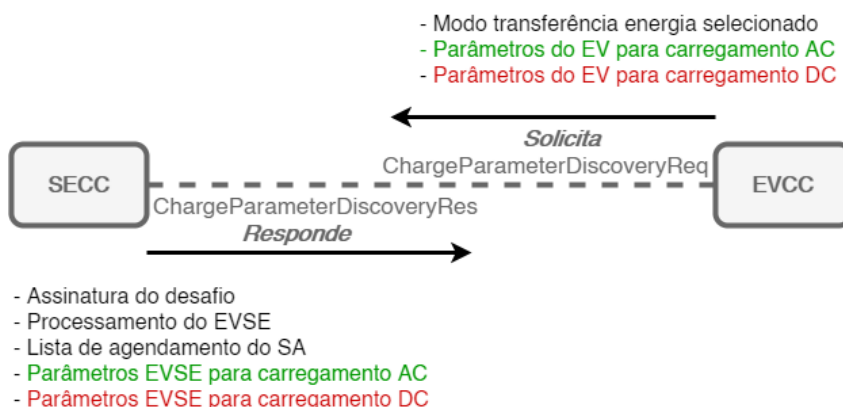 - Modo transferência energia selecionado
- Parâmetros do EV para carregamento AC
- Parâmetros do EV para carregamento DC
Solicita
ChargeParameterDiscoveryReq
SECC
EVCC
ChargeParameterDiscoveryRes
Responde
- Assinatura do desafio
- Processamento do EVSE
- Lista de agendamento do SA
- Parâmetros EVSE para carregamento AC
- Parâmetros EVSE para carregamento DC